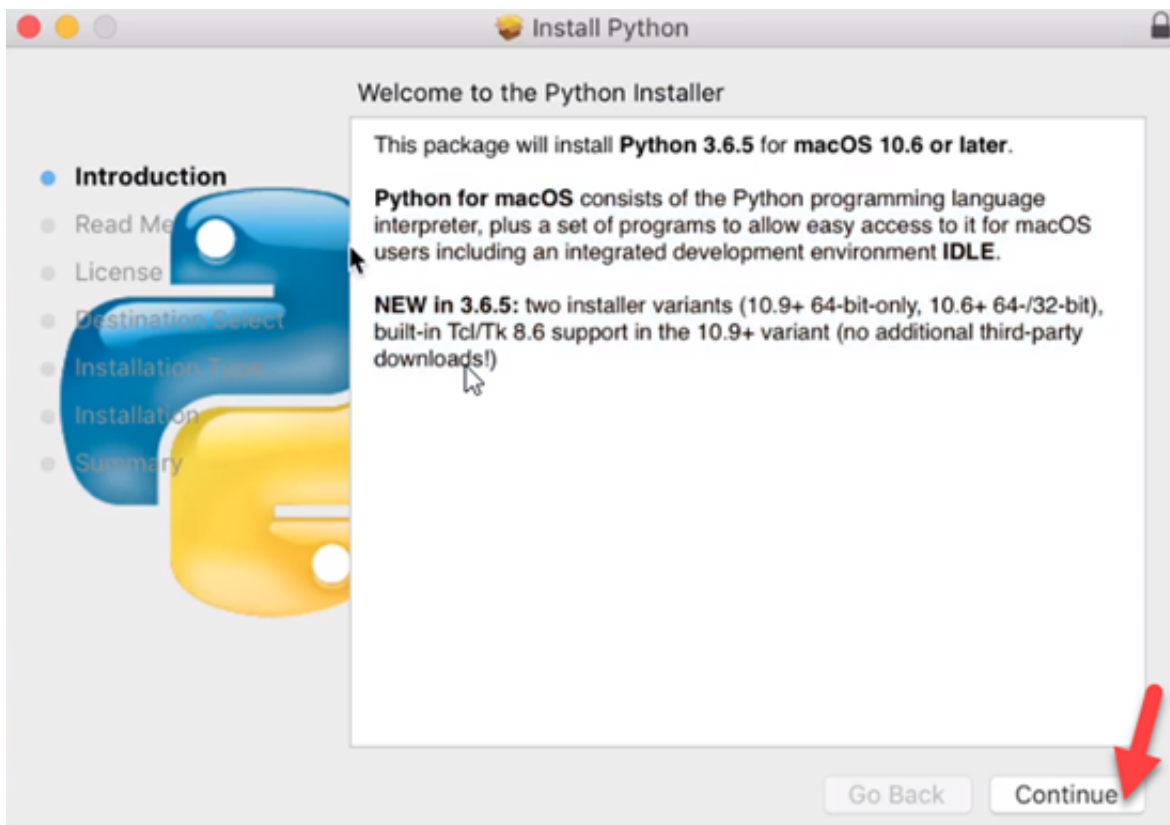 Install Python
Welcome to the Python Installer
Introduction
Read Me
License
Destination Select
Installation Type
Installation
Summary
This package will install Python 3.6.5 for macOS 10.6 or later.
Python for macOS consists of the Python programming language
interpreter, plus a set of programs to allow easy access to it for macOS
users including an integrated development environment IDLE.
NEW in 3.6.5: two installer variants (10.9+ 64-bit-only, 10.6+ 64-/32-bit),
built-in Tcl/Tk 8.6 support in the 10.9+ variant (no additional third-party
downloads!)
Go Back
Continue